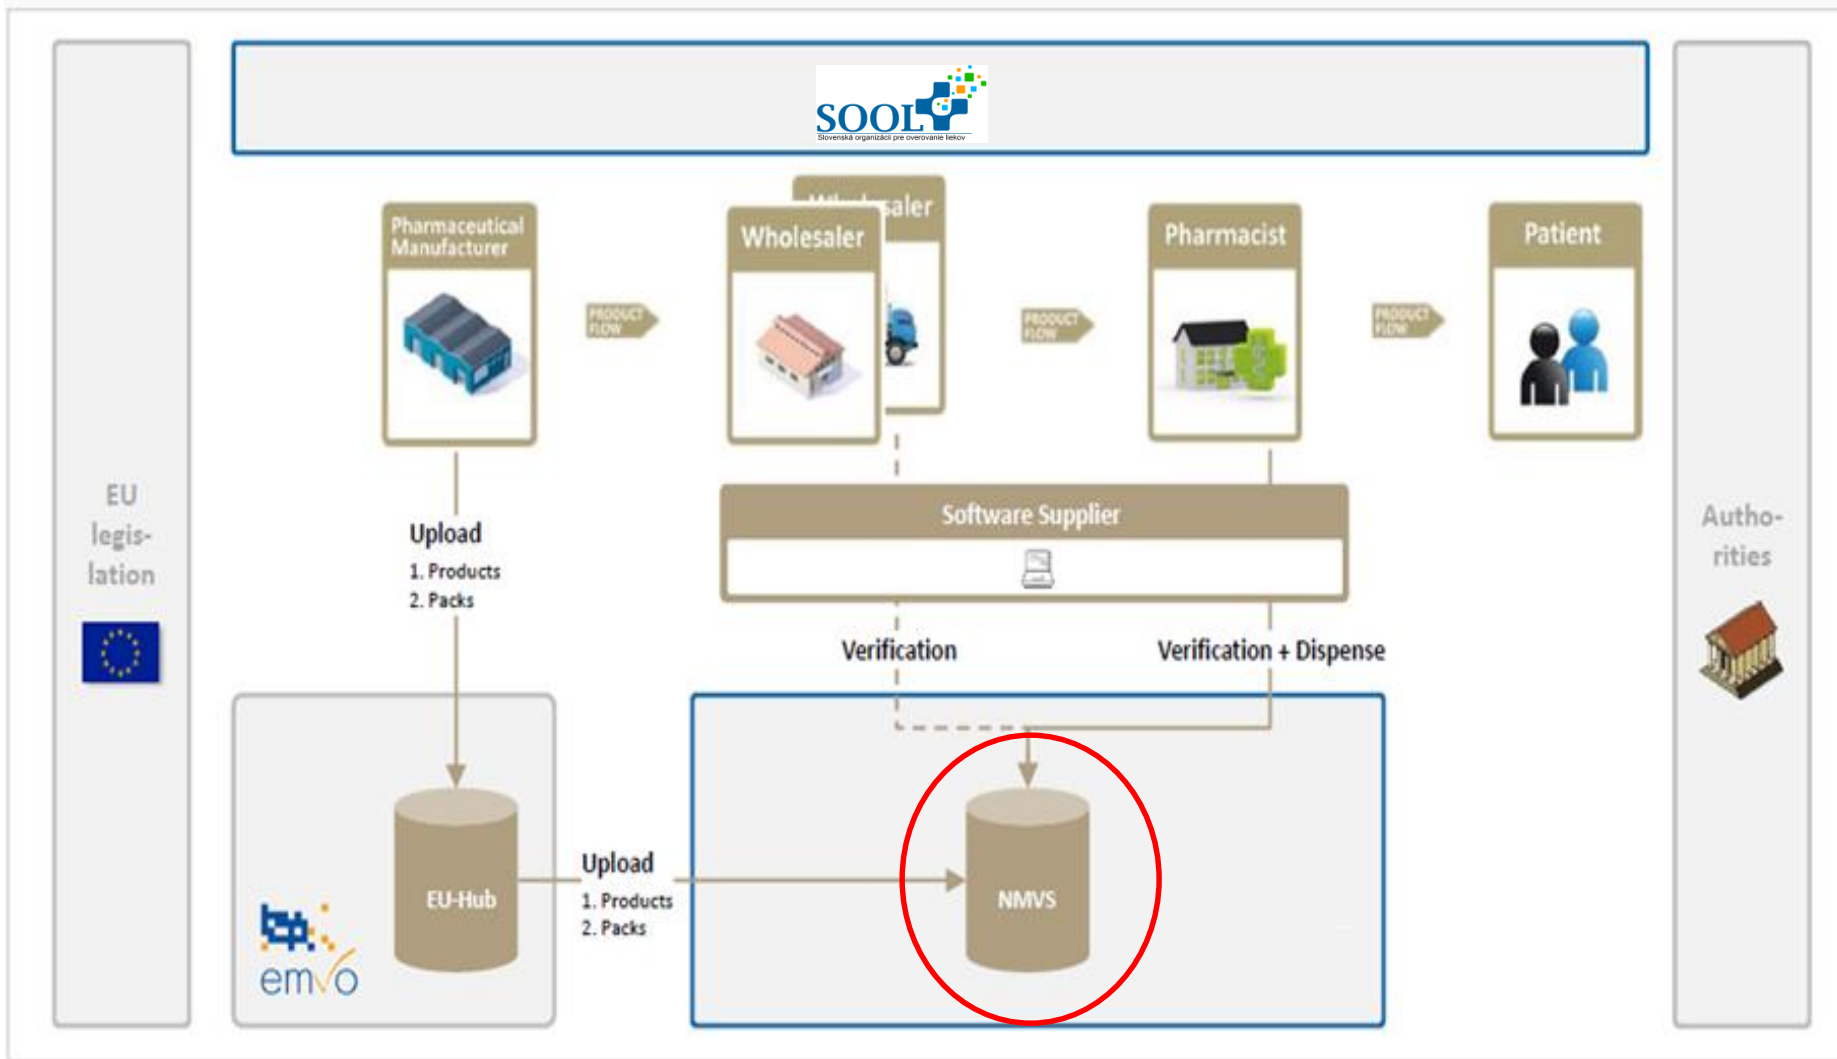 SOOL
Slovenská organizácii pre overovanie liekov
EU
legis-
lation
Autho-
rities
Pharmaceutical
Manufacturer
PRODUCT
FLOW
Wholesaler
Wholesaler
PRODUCT
FLOW
Pharmacist
PRODUCT
FLOW
Patient
Software Supplier
Upload
1. Products
2. Packs
Verification
Verification + Dispense
EU-Hub
emvo
Upload
1. Products
2. Packs
NMVS